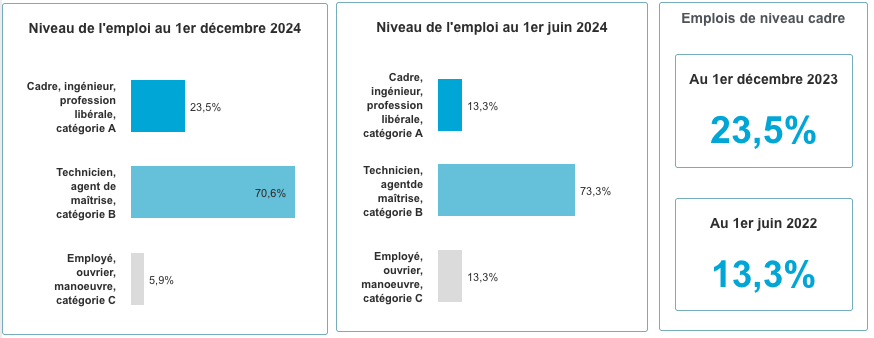 Niveau de l'emploi au 1er décembre 2024
Cadre, ingénieur,
profession
libérale,
catégorie A
23,5%
Technicien,
agent de
maîtrise,
catégorie B
70,6%
Employé,
ouvrier,
manoeuvre,
catégorie C
5,9%
Niveau de l'emploi au 1er juin 2024
Cadre,
ingénieur,
profession
libérale,
catégorie A
13,3%
Technicien,
agentde
maîtrise,
catégorie B
73,3%
Employé,
ouvrier,
manoeuvre,
catégorie C
13,3%
Emplois de niveau cadre
Au 1er décembre 2023
23,5%
Au 1er juin 2022
13,3%